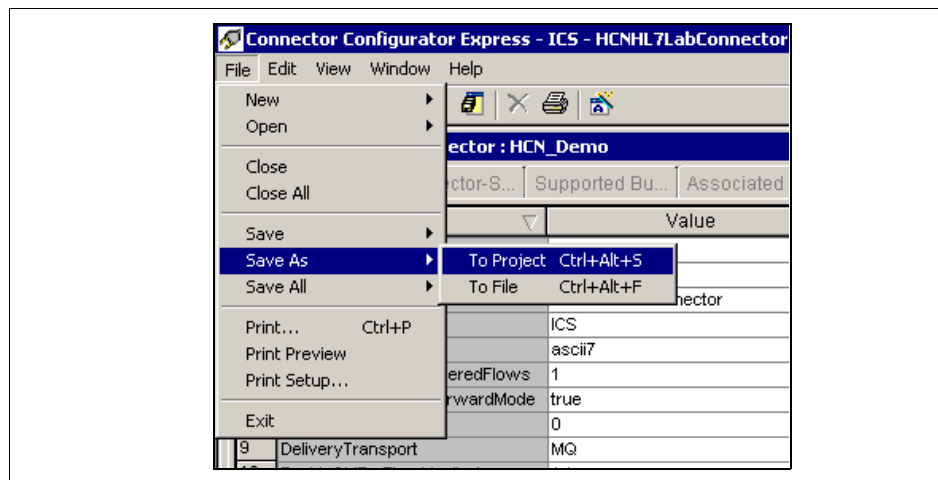 Connector Configurator Express - ICS - HCNHL7LabConnector
File Edit View Window Help
New
Open
ector : HCN_Demo
Close
ctor-S... Supported Bu... Associated
Close All
Value
Save
Save As To Project Ctrl+Alt+S
Save All To File Ctrl+Alt+F
nector
Print... Ctrl+P ICS
Print Preview ascii7
Print Setup... eredFlows 1
rwardMode true
Exit 0
9 DeliveryTransport MQ